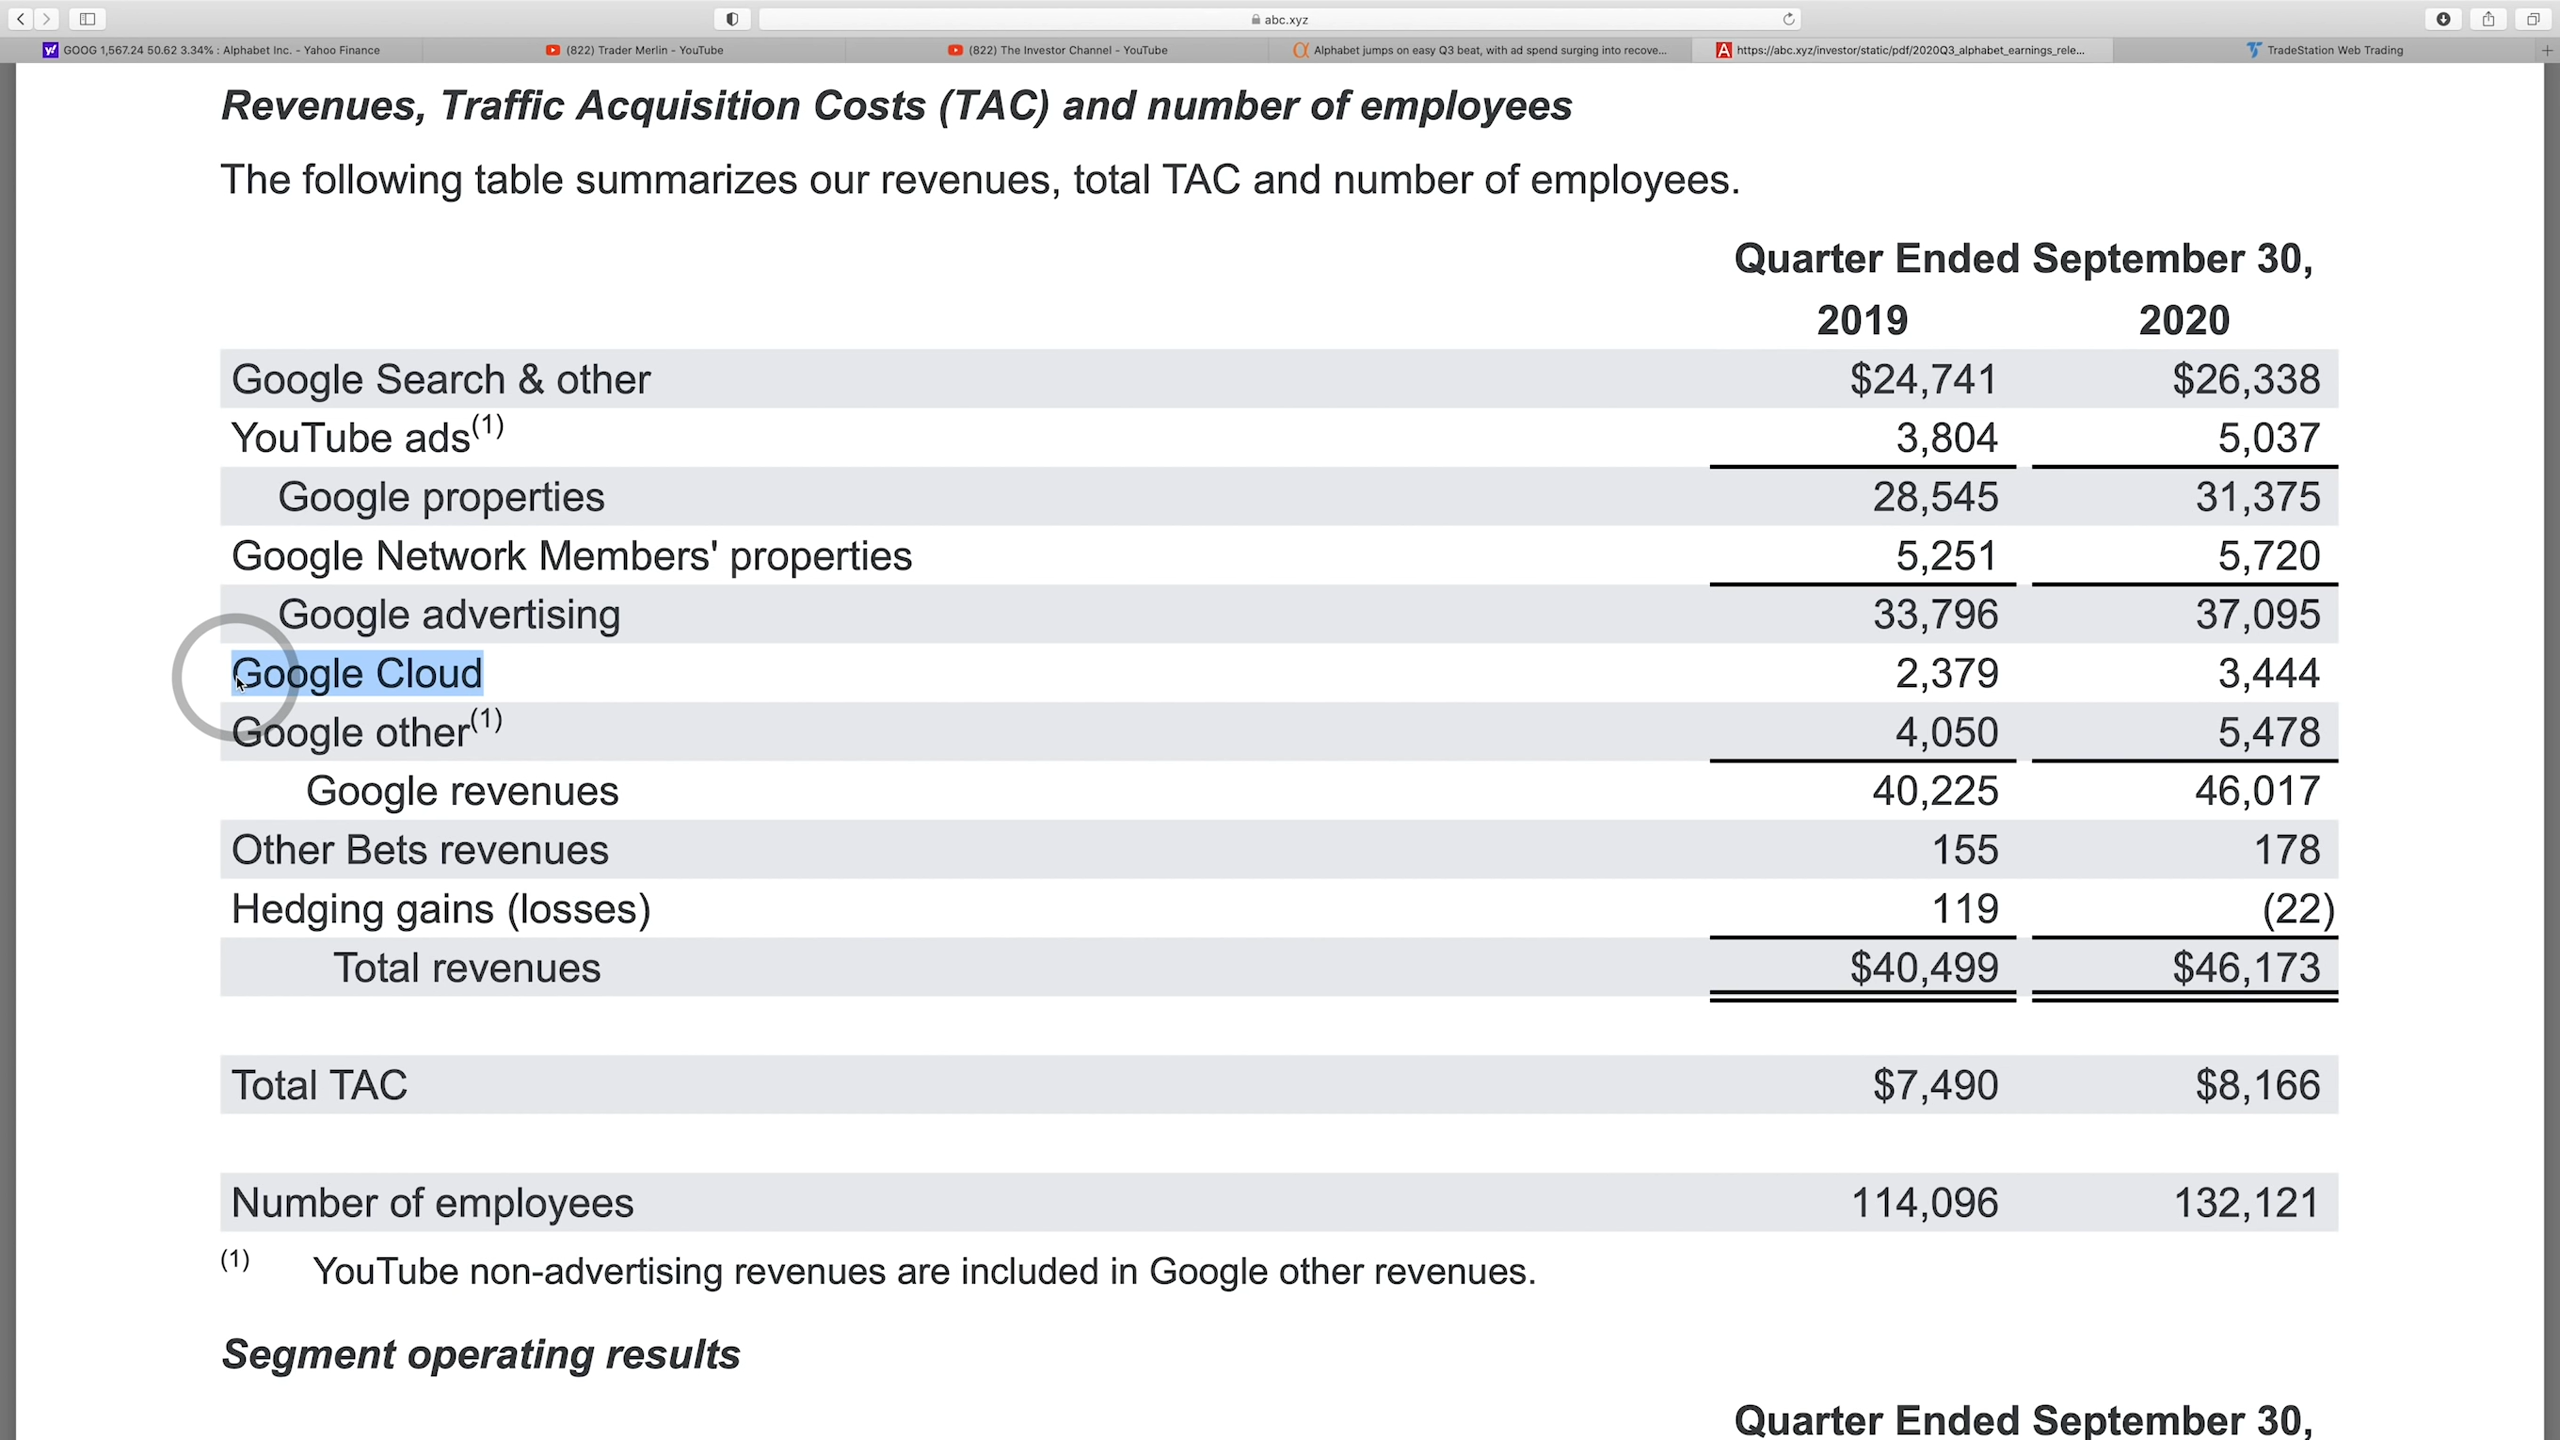 abc.xyz
GOOG 1,567.24 50.62 3.34% : Alphabet Inc. - Yahoo Finance
(822) Trader Merlin - YouTube
(822) The Investor Channel - YouTube
Alphabet jumps on easy Q3 beat, with ad spend surging into recove...
https://abc.xyz/investor/static/pdf/2020Q3_alphabet_earnings_rele...
TradeStation Web Trading
Revenues, Traffic Acquisition Costs (TAC) and number of employees
The following table summarizes our revenues, total TAC and number of employees.
Quarter Ended September 30,
2019 2020
Google Search & other $24,741 $26,338
YouTube ads(1) 3,804 5,037
Google properties 28,545 31,375
Google Network Members' properties 5,251 5,720
Google advertising 33,796 37,095
Google Cloud 2,379 3,444
Google other(1) 4,050 5,478
Google revenues 40,225 46,017
Other Bets revenues 155 178
Hedging gains (losses) 119 (22)
Total revenues $40,499 $46,173
Total TAC $7,490 $8,166
Number of employees 114,096 132,121
(1) YouTube non-advertising revenues are included in Google other revenues.
Segment operating results
Quarter Ended September 30,